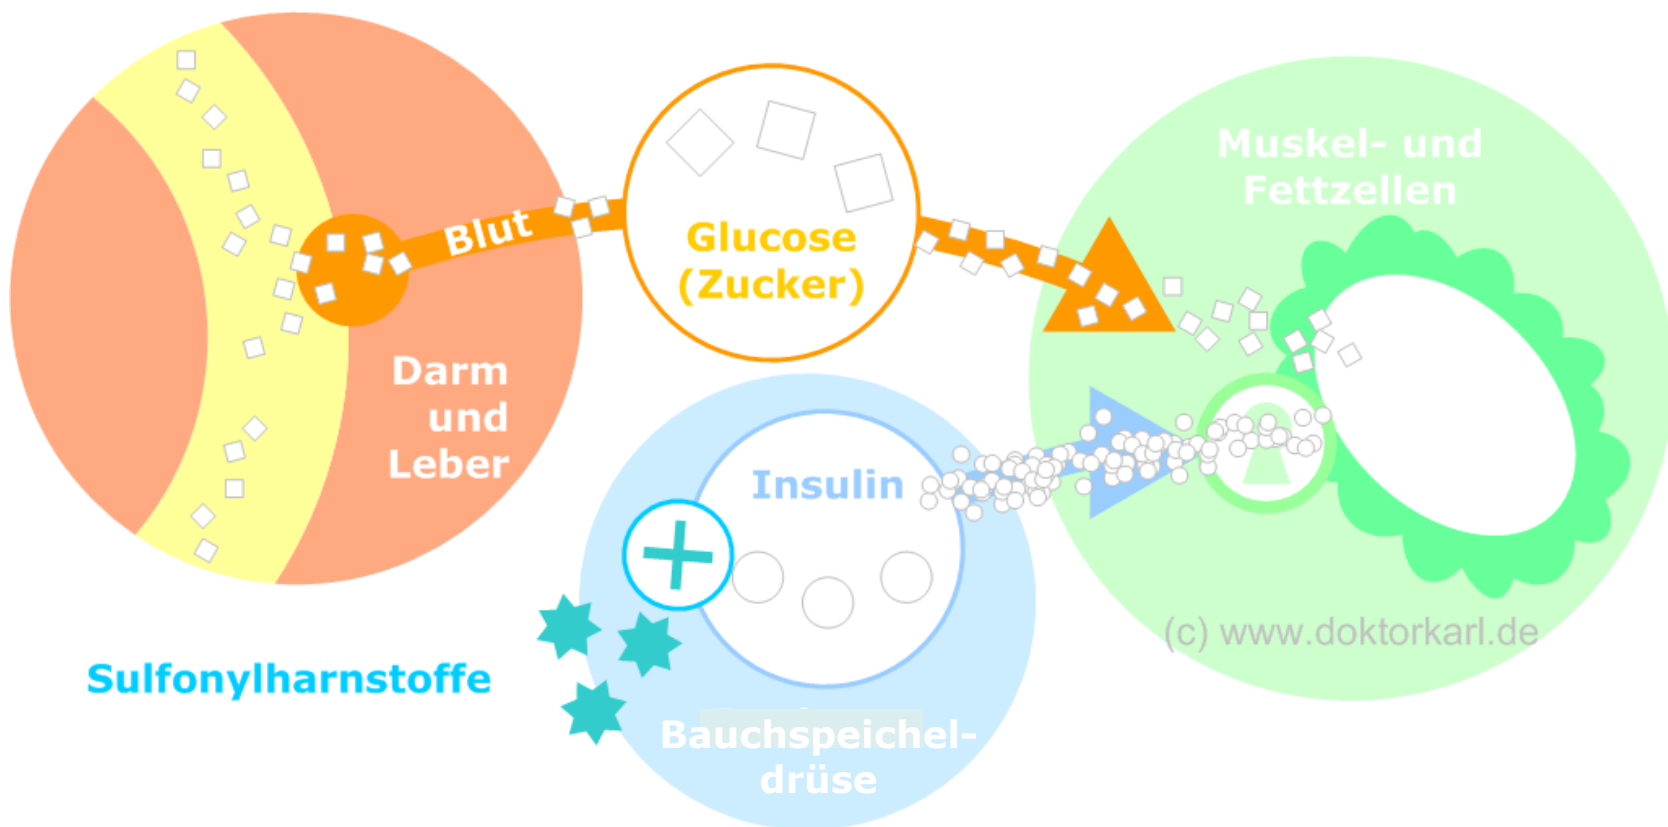 Muskel- und
Fettzellen
Blut
Glucose
(Zucker)
Darm
und
Leber
Insulin
(c) www.doktorkarl.de
Sulfonylharnstoffe
Bauchspeichel-
drüse